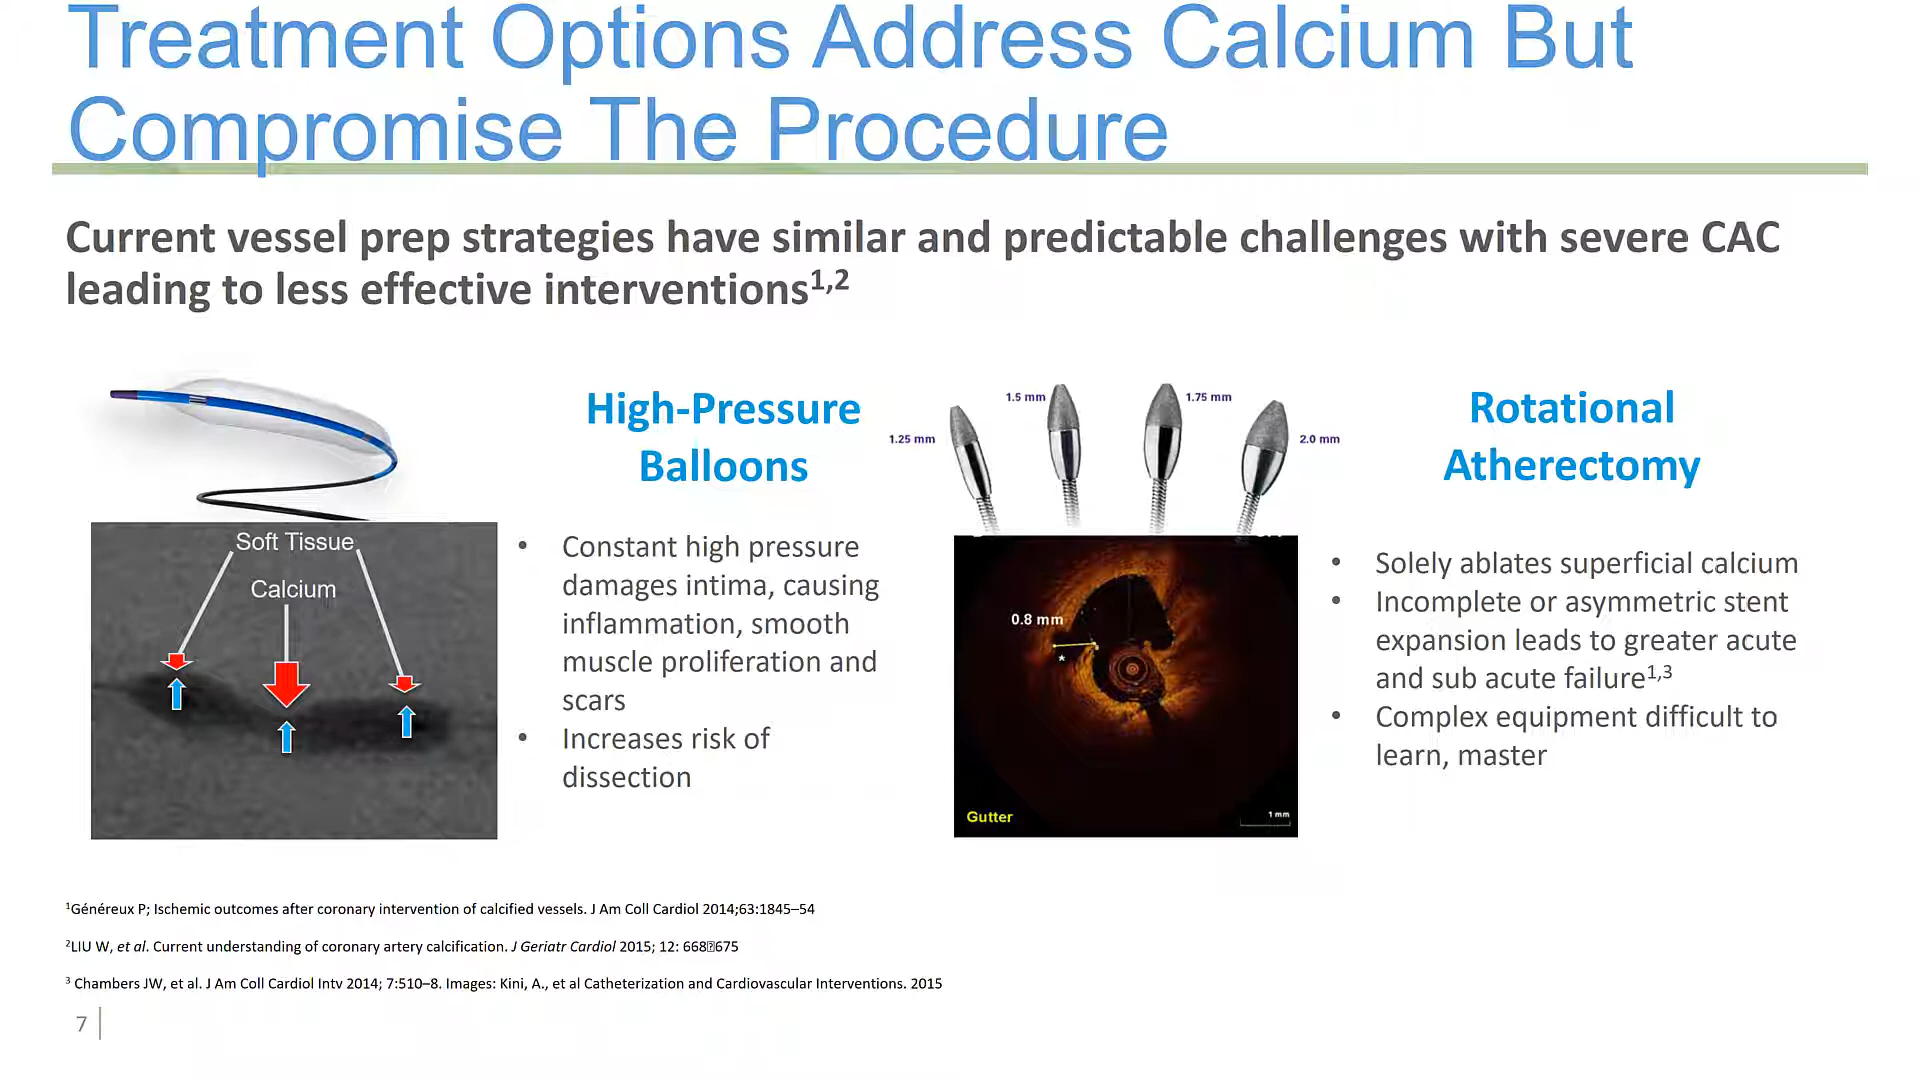 Treatment Options Address Calcium But
Compromise The Procedure
Current vessel prep strategies have similar and predictable challenges with severe CAC
leading to less effective interventions1,2
High-Pressure
Balloons
Soft Tissue
Calcium
• Constant high pressure
damages intima, causing
inflammation, smooth
muscle proliferation and
scars
• Increases risk of
dissection
1.25 mm
1.5 mm
1.75 mm
2.0 mm
0.8 mm
*
Gutter
1 mm
Rotational
Atherectomy
• Solely ablates superficial calcium
• Incomplete or asymmetric stent
expansion leads to greater acute
and sub acute failure1,3
• Complex equipment difficult to
learn, master
1Généreux P; Ischemic outcomes after coronary intervention of calcified vessels. J Am Coll Cardiol 2014;63:1845–54
2LIU W, et al. Current understanding of coronary artery calcification. J Geriatr Cardiol 2015; 12: 668⍰675
3 Chambers JW, et al. J Am Coll Cardiol Intv 2014; 7:510–8. Images: Kini, A., et al Catheterization and Cardiovascular Interventions. 2015
7